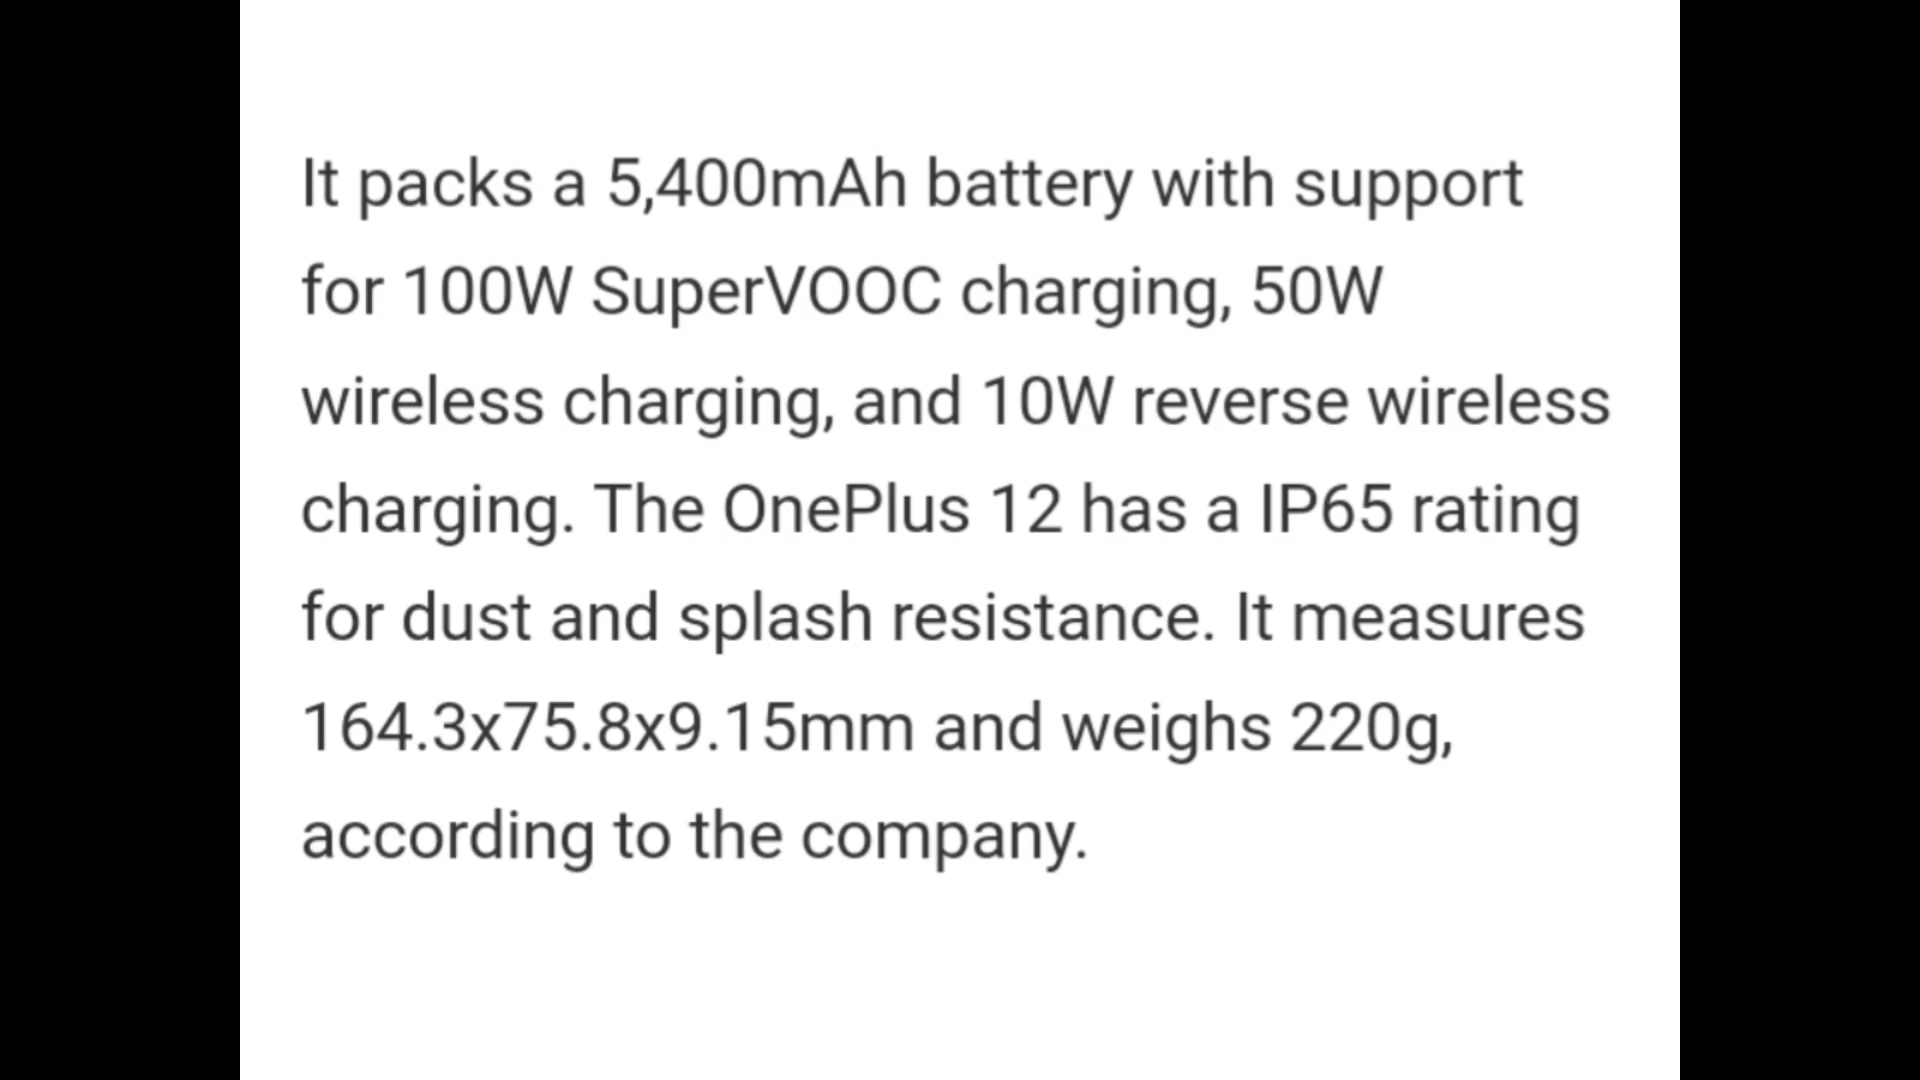 It packs a 5,400mAh battery with support
for 100W SuperVOOC charging, 50W
wireless charging, and 10W reverse wireless
charging. The OnePlus 12 has a IP65 rating
for dust and splash resistance. It measures
164.3x75.8x9.15mm and weighs 220g,
according to the company.